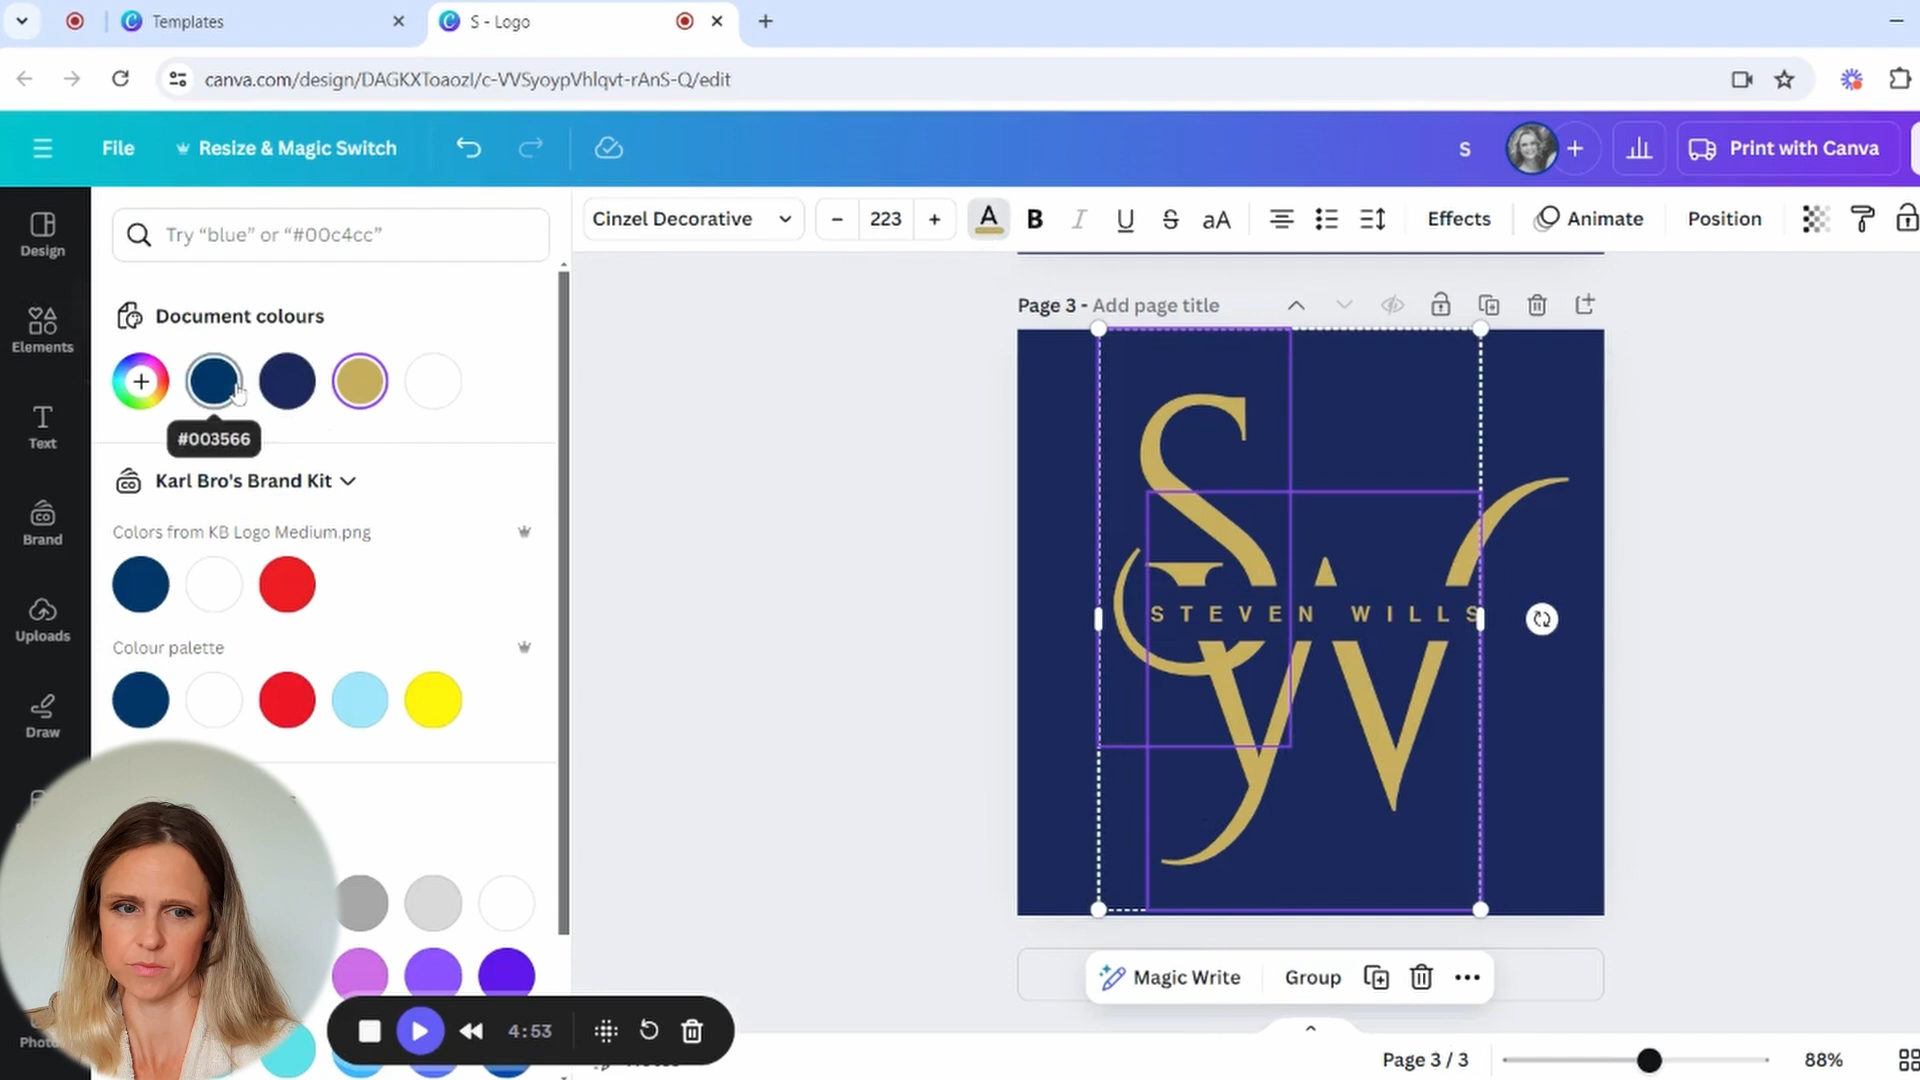 Templates
S - Logo
canva.com/design/DAGKXToaozI/c-VVSyoypVhlqvt-rAnS-Q/edit
File
Resize & Magic Switch
S
Print with Canva
Design
Elements
Text
Brand
Uploads
Draw
Try “blue” or “#00c4cc”
Cinzel Decorative
– 223 +
A B I U S aA
Effects
Animate
Position
Document colours
#003566
Karl Bro's Brand Kit
Colors from KB Logo Medium.png
Colour palette
Page 3 - Add page title
S
STEVEN WILLS
W
Magic Write
Group
4:53
Page 3 / 3
88%